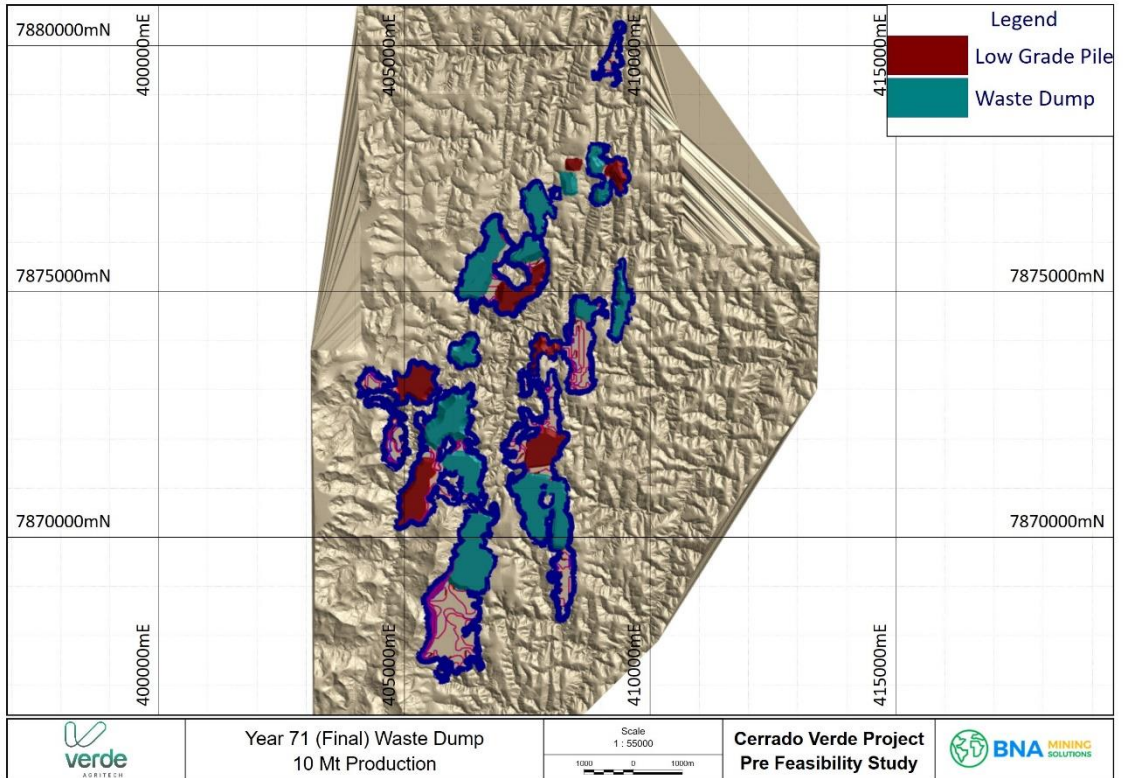 Legend
Low Grade Pile
Waste Dump
7880000mN
400000mE
405000mE
410000mE
415000mE
7875000mN
7875000mN
7870000mN
7870000mN
400000mE
405000mE
410000mE
415000mE
verde
AGRITECH
Year 71 (Final) Waste Dump
10 Mt Production
Scale
1 : 55000
1000 0 1000m
Cerrado Verde Project
Pre Feasibility Study
BNA MINING
SOLUTIONS